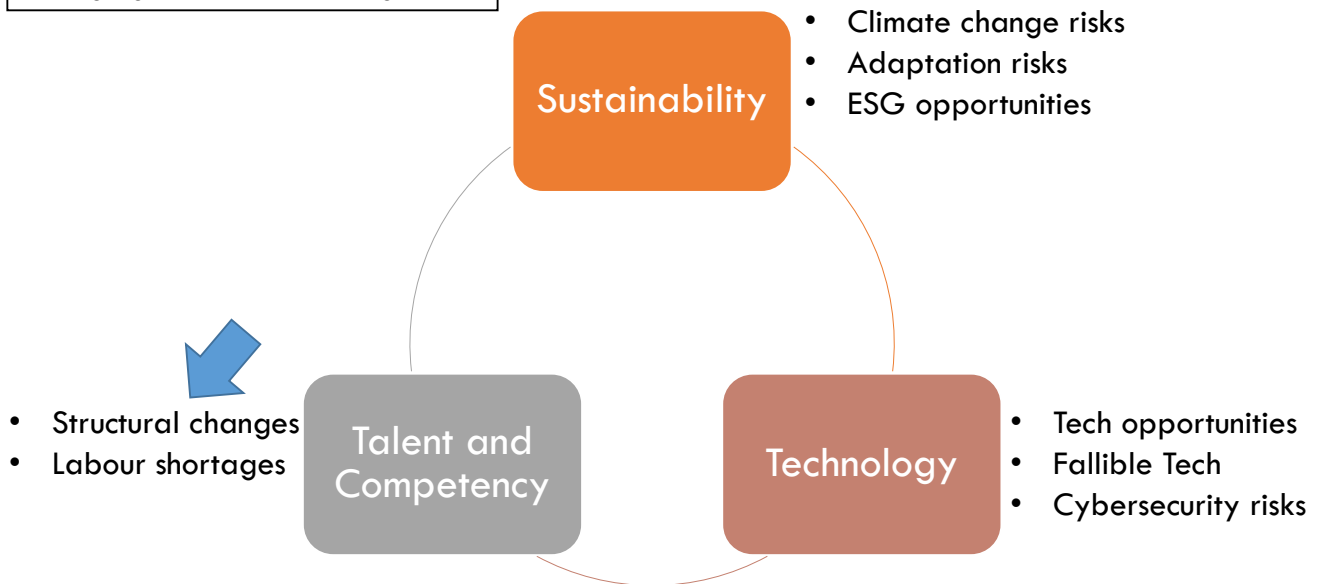 Sustainability
• Climate change risks
• Adaptation risks
• ESG opportunities
• Structural changes
• Labour shortages
Talent and
Competency
Technology
• Tech opportunities
• Fallible Tech
• Cybersecurity risks